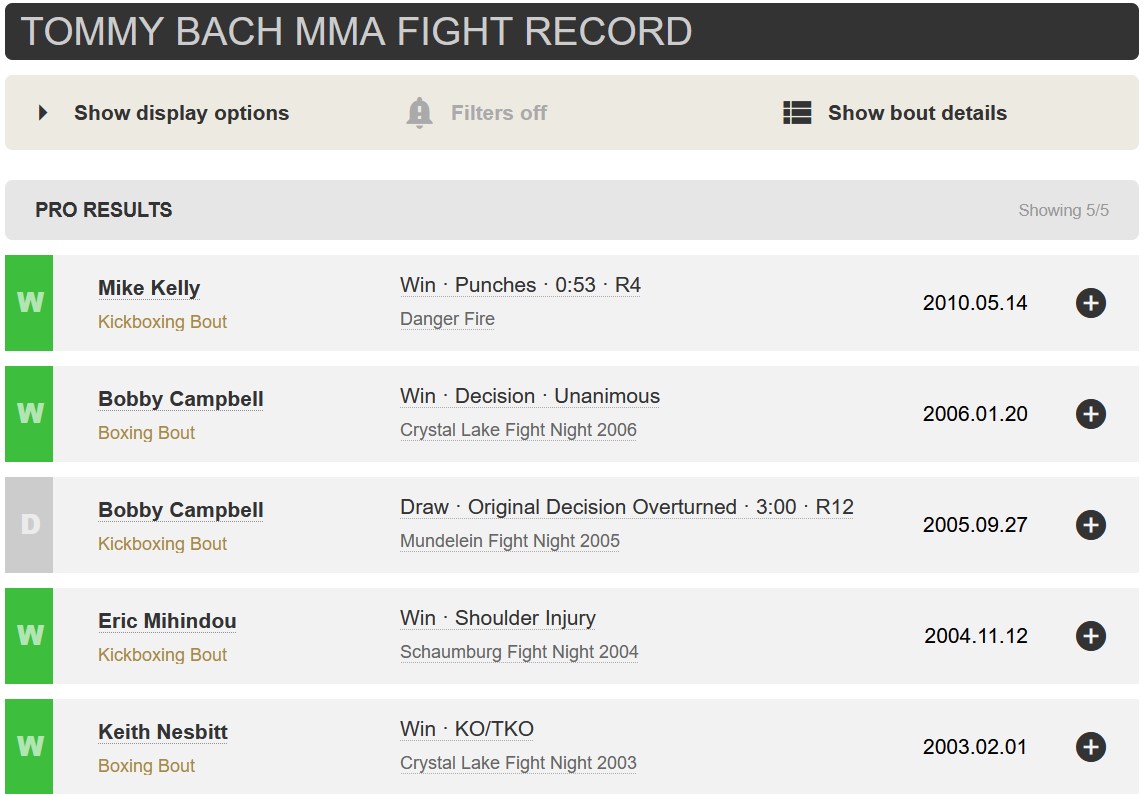 TOMMY BACH MMA FIGHT RECORD
Show display options
Filters off
Show bout details
PRO RESULTS
Showing 5/5
W
Mike Kelly
Kickboxing Bout
Win · Punches · 0:53 · R4
Danger Fire
2010.05.14
W
Bobby Campbell
Boxing Bout
Win · Decision · Unanimous
Crystal Lake Fight Night 2006
2006.01.20
D
Bobby Campbell
Kickboxing Bout
Draw · Original Decision Overturned · 3:00 · R12
Mundelein Fight Night 2005
2005.09.27
W
Eric Mihindou
Kickboxing Bout
Win · Shoulder Injury
Schaumburg Fight Night 2004
2004.11.12
W
Keith Nesbitt
Boxing Bout
Win · KO/TKO
Crystal Lake Fight Night 2003
2003.02.01